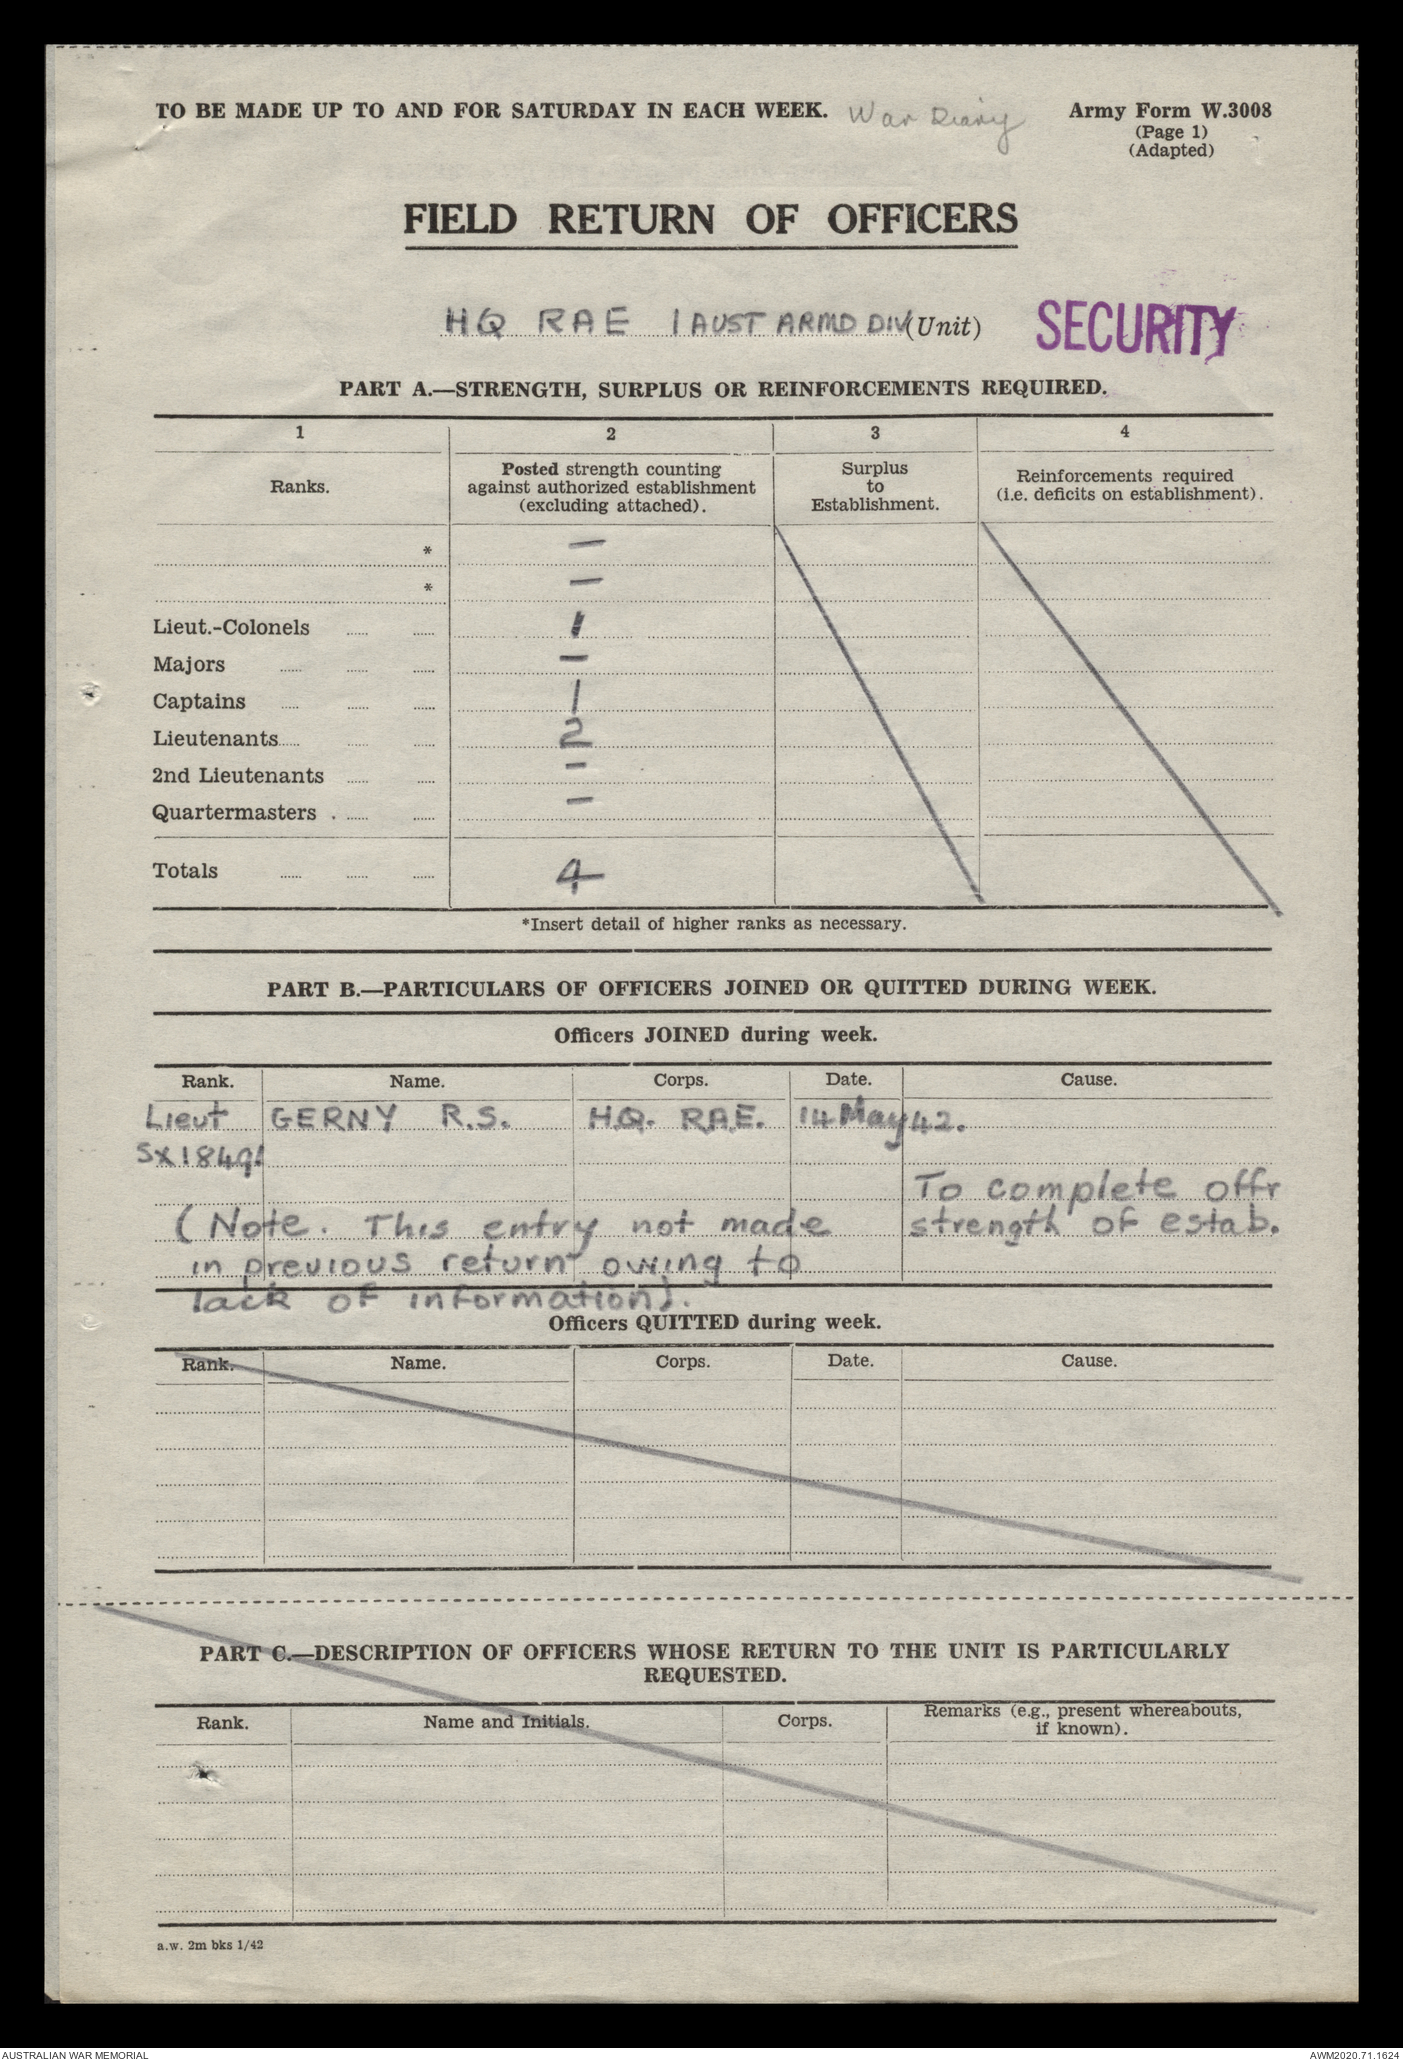 TO BE MADE UP TO AND FOR SATURDAY IN EACH WEEK. War Diary Army Form W.3008
(Page 1)
(Adapted)
FIELD RETURN OF OFFICERS
HQ RAE 1 AUST ARMD DIV (Unit) SECURITY
PART A.—STRENGTH, SURPLUS OR REINFORCEMENTS REQUIRED.
1 2 3 4
Ranks.
Posted strength counting
against authorized establishment
(excluding attached).
Surplus
to
Establishment.
Reinforcements required
(i.e. deficits on establishment).
* —
* —
Lieut.-Colonels ..... ..... 1
Majors ..... ..... ..... —
Captains ..... ..... ..... 1
Lieutenants ..... ..... ..... 2
2nd Lieutenants ..... ..... —
Quartermasters . ..... ..... —
Totals ..... ..... ..... 4
*Insert detail of higher ranks as necessary.
PART B.—PARTICULARS OF OFFICERS JOINED OR QUITTED DURING WEEK.
Officers JOINED during week.
Rank. Name. Corps. Date. Cause.
Lieut GERNY R.S. H.Q. RAE. 14 May 42.
SX18491
To complete offr
strength of estab.
(Note. This entry not made
in previous return owing to
lack of information).
Officers QUITTED during week.
Rank. Name. Corps. Date. Cause.
PART C.—DESCRIPTION OF OFFICERS WHOSE RETURN TO THE UNIT IS PARTICULARLY
REQUESTED.
Rank. Name and Initials. Corps. Remarks (e.g., present whereabouts,
if known).
a.w. 2m bks 1/42
AUSTRALIAN WAR MEMORIAL AWM2020.71.1624